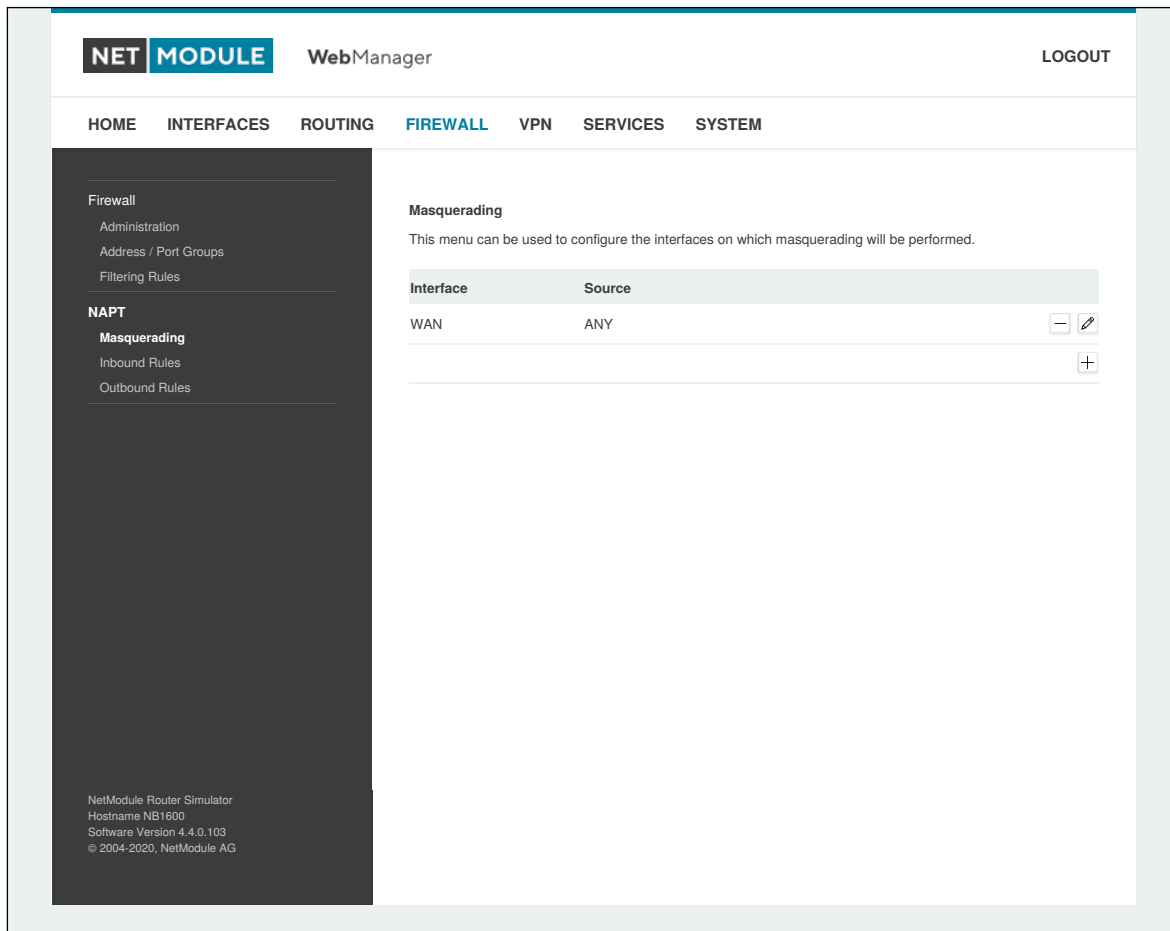 NET MODULE WebManager LOGOUT
HOME INTERFACES ROUTING FIREWALL VPN SERVICES SYSTEM
Firewall
Administration
Address / Port Groups
Filtering Rules
NAPT
Masquerading
Inbound Rules
Outbound Rules
NetModule Router Simulator
Hostname NB1600
Software Version 4.4.0.103
© 2004-2020, NetModule AG
Masquerading
This menu can be used to configure the interfaces on which masquerading will be performed.
Interface Source
WAN ANY